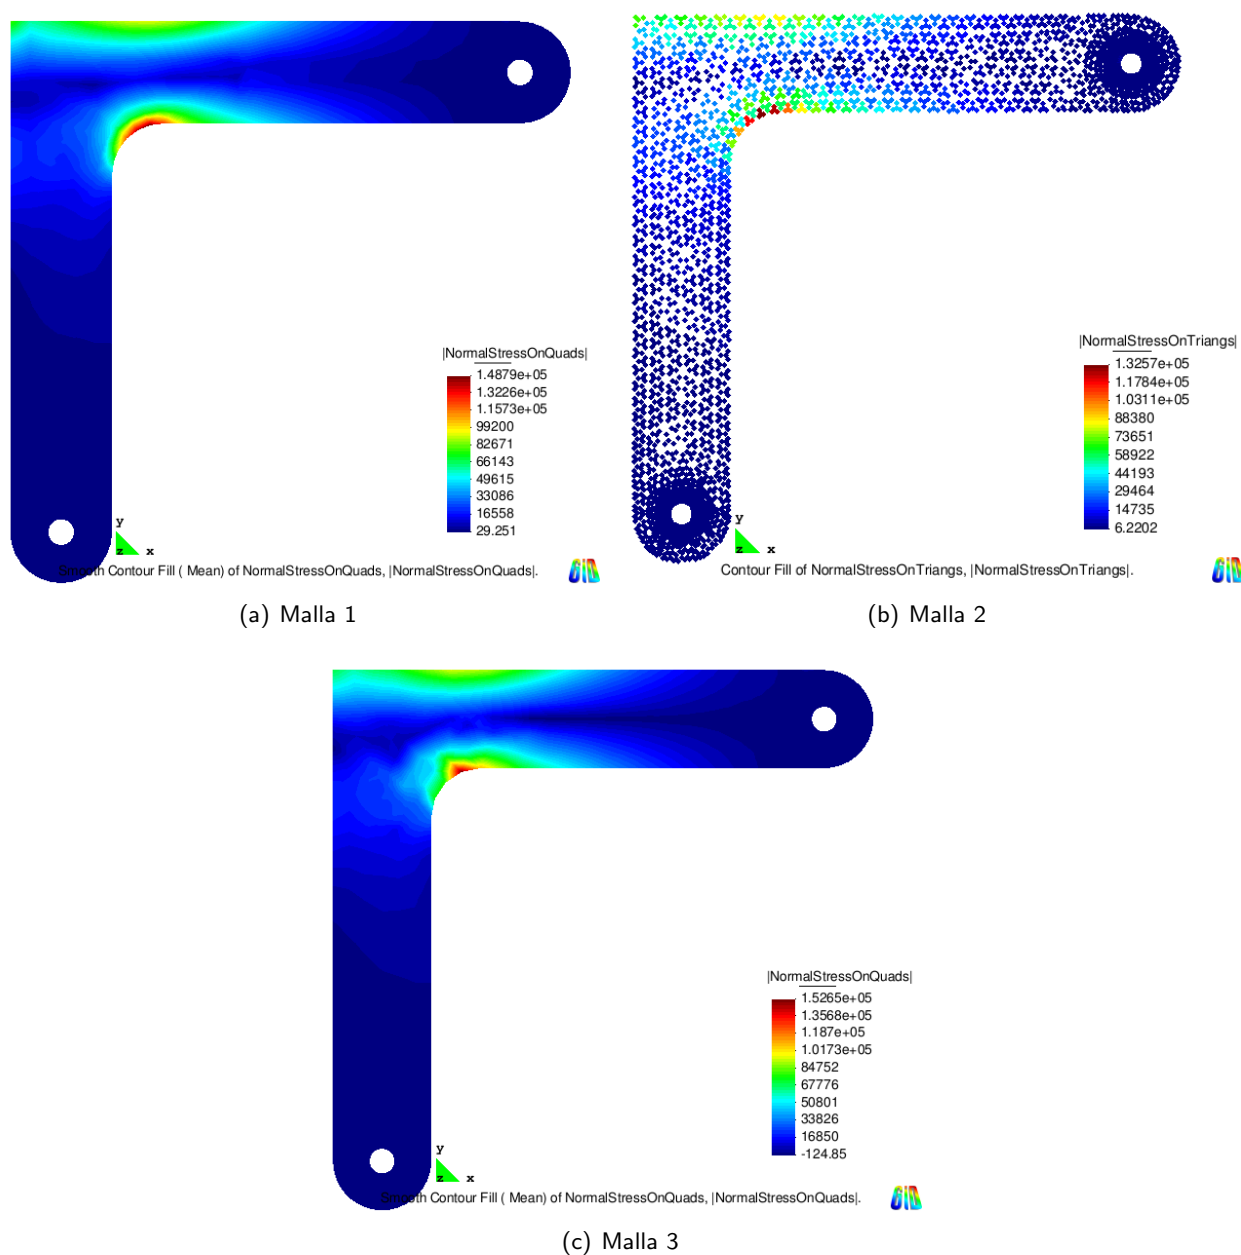 |NormalStressOnQuads|
1.4879e+05
1.3226e+05
1.1573e+05
99200
82671
66143
49615
33086
16558
29.251
y
z x
Smooth Contour Fill ( Mean) of NormalStressOnQuads, |NormalStressOnQuads|.
GiD
(a) Malla 1
|NormalStressOnTriangs|
1.3257e+05
1.1784e+05
1.0311e+05
88380
73651
58922
44193
29464
14735
6.2202
y
z x
Contour Fill of NormalStressOnTriangs, |NormalStressOnTriangs|.
GiD
(b) Malla 2
|NormalStressOnQuads|
1.5265e+05
1.3568e+05
1.187e+05
1.0173e+05
84752
67776
50801
33826
16850
-124.85
y
z x
Smooth Contour Fill ( Mean) of NormalStressOnQuads, |NormalStressOnQuads|.
GiD
(c) Malla 3